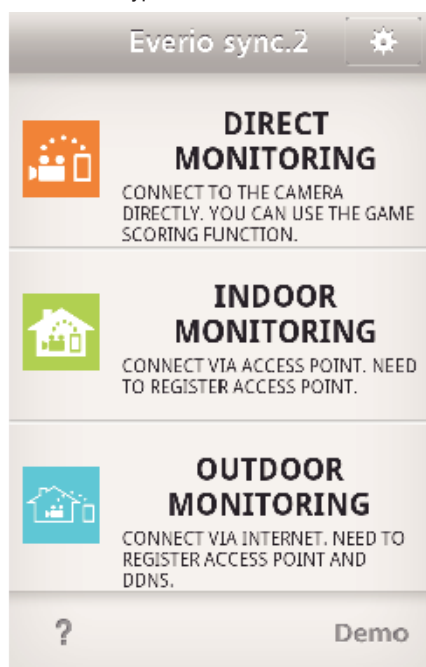 Everio sync.2
DIRECT
MONITORING
CONNECT TO THE CAMERA
DIRECTLY. YOU CAN USE THE GAME
SCORING FUNCTION.
INDOOR
MONITORING
CONNECT VIA ACCESS POINT. NEED
TO REGISTER ACCESS POINT.
OUTDOOR
MONITORING
CONNECT VIA INTERNET. NEED TO
REGISTER ACCESS POINT AND
DDNS.
? Demo